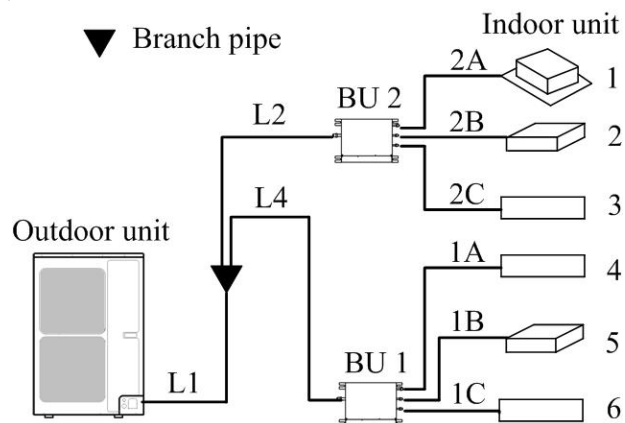 Branch pipe
Indoor unit
2A
1
BU 2
L2
2B
2
2C
3
L4
Outdoor unit
1A
4
1B
5
BU 1
L1
1C
6